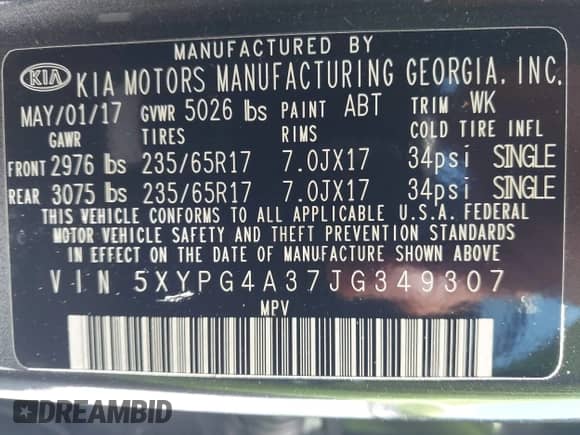 MANUFACTURED BY
KIA KIA MOTORS MANUFACTURING GEORGIA, INC.
MAY/01/17 GVWR 5026 lbs PAINT ABT TRIM WK
GAWR TIRES RIMS COLD TIRE INFL
FRONT 2976 lbs 235/65R17 7.0JX17 34psi SINGLE
REAR 3075 lbs 235/65R17 7.0JX17 34psi SINGLE
THIS VEHICLE CONFORMS TO ALL APPLICABLE U.S.A. FEDERAL
MOTOR VEHICLE SAFETY AND THEFT PREVENTION STANDARDS
IN EFFECT ON THE DATE OF MANUFACTURE SHOWN ABOVE.
VIN 5XYPG4A37JG349307
MPV
DREAMBID